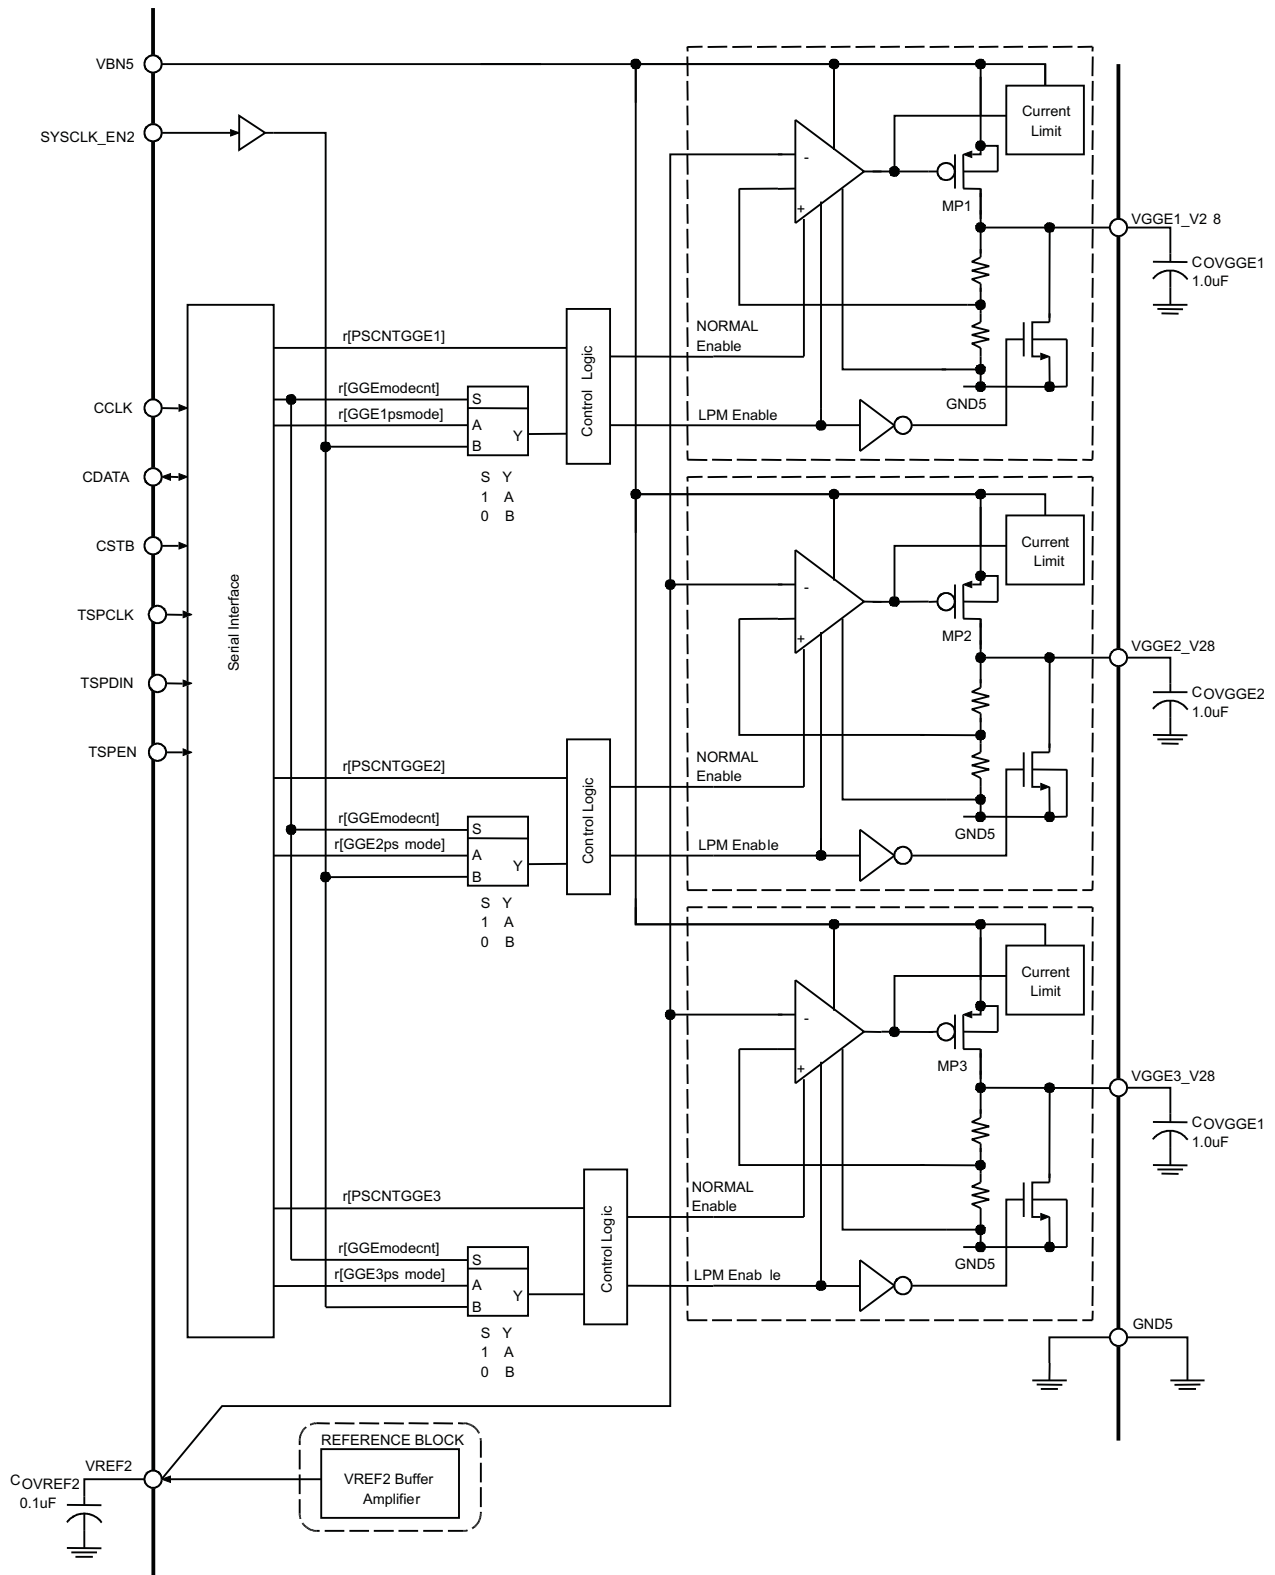 VBN5
SYSCLK_EN2
CCLK
CDATA
CSTB
TSPCLK
TSPDIN
TSPEN
Serial Interface
r[PSCNTGGE1]
r[GGEmodecnt]
r[GGE1psmode]
S
A
B
Y
S Y
1 A
0 B
Control Logic
NORMAL
Enable
LPM Enable
-
+
Current
Limit
MP1
GND5
VGGE1_V2 8
COVGGE1
1.0uF
r[PSCNTGGE2]
r[GGEmodecnt]
r[GGE2ps mode]
S
A
B
Y
S Y
1 A
0 B
Control Logic
NORMAL
Enable
LPM Enable
-
+
Current
Limit
MP2
GND5
VGGE2_V28
COVGGE2
1.0uF
r[PSCNTGGE3
r[GGEmodecnt]
r[GGE3ps mode]
S
A
B
Y
S Y
1 A
0 B
Control Logic
NORMAL
Enable
LPM Enab le
-
+
Current
Limit
MP3
GND5
VGGE3_V28
COVGGE1
1.0uF
GND5
VREF2
COVREF2
0.1uF
REFERENCE BLOCK
VREF2 Buffer
Amplifier